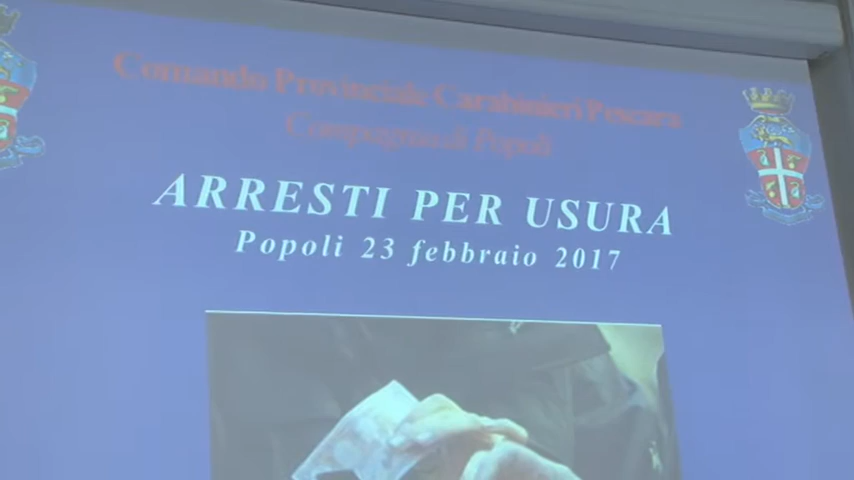 Comando Provinciale Carabinieri Pescara
Compagnia di Popoli
ARRESTI PER USURA
Popoli 23 febbraio 2017